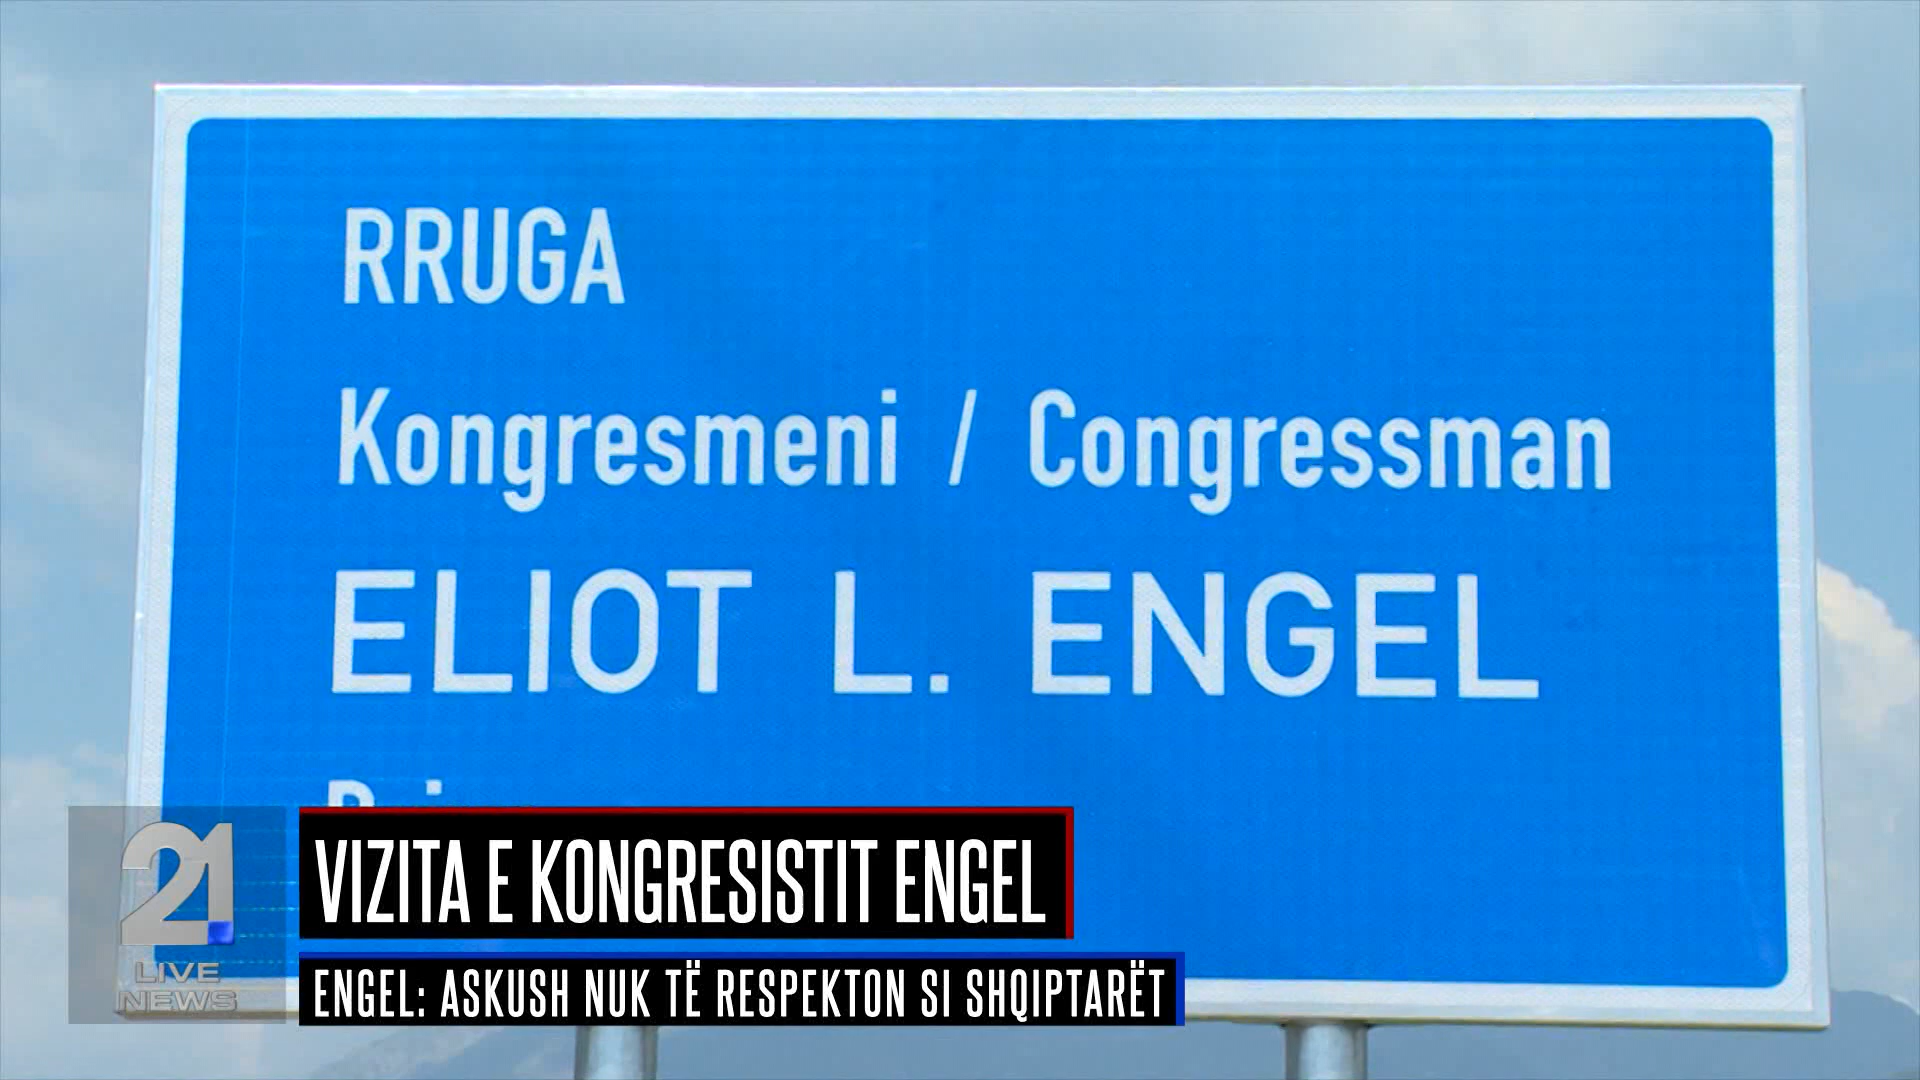 RRUGA
Kongresmeni / Congressman
ELIOT L. ENGEL
21
LIVE
NEWS
VIZITA E KONGRESISTIT ENGEL
ENGEL: ASKUSH NUK TË RESPEKTON SI SHQIPTARËT